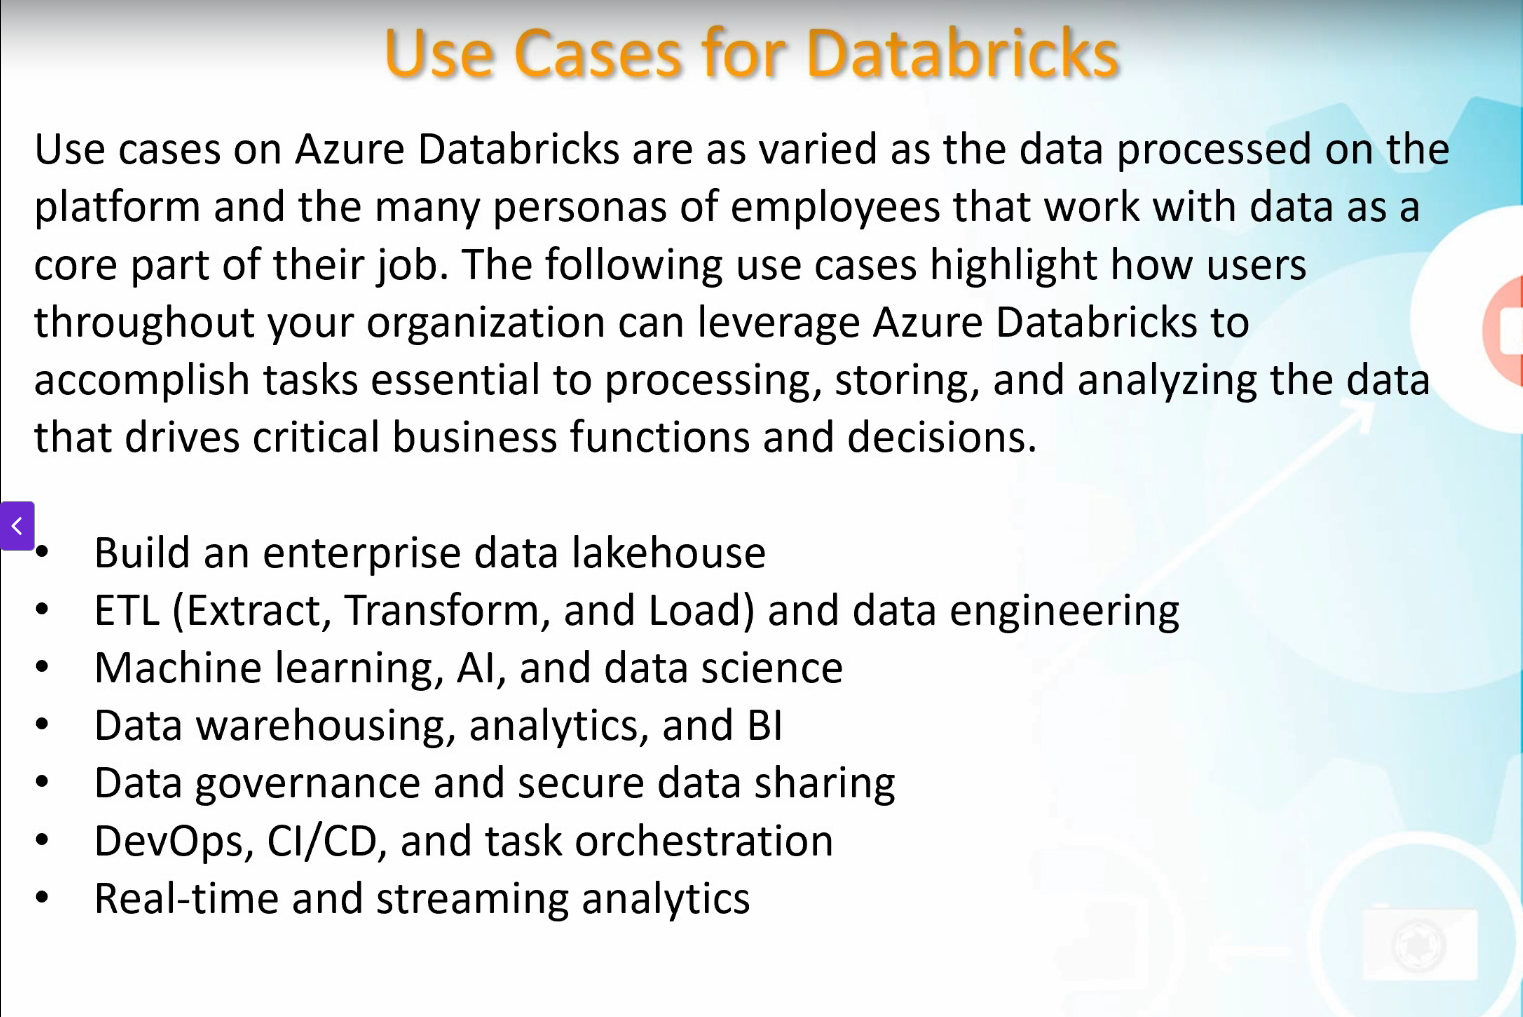 Use Cases for Databricks
Use cases on Azure Databricks are as varied as the data processed on the
platform and the many personas of employees that work with data as a
core part of their job. The following use cases highlight how users
throughout your organization can leverage Azure Databricks to
accomplish tasks essential to processing, storing, and analyzing the data
that drives critical business functions and decisions.
• Build an enterprise data lakehouse
• ETL (Extract, Transform, and Load) and data engineering
• Machine learning, AI, and data science
• Data warehousing, analytics, and BI
• Data governance and secure data sharing
• DevOps, CI/CD, and task orchestration
• Real-time and streaming analytics